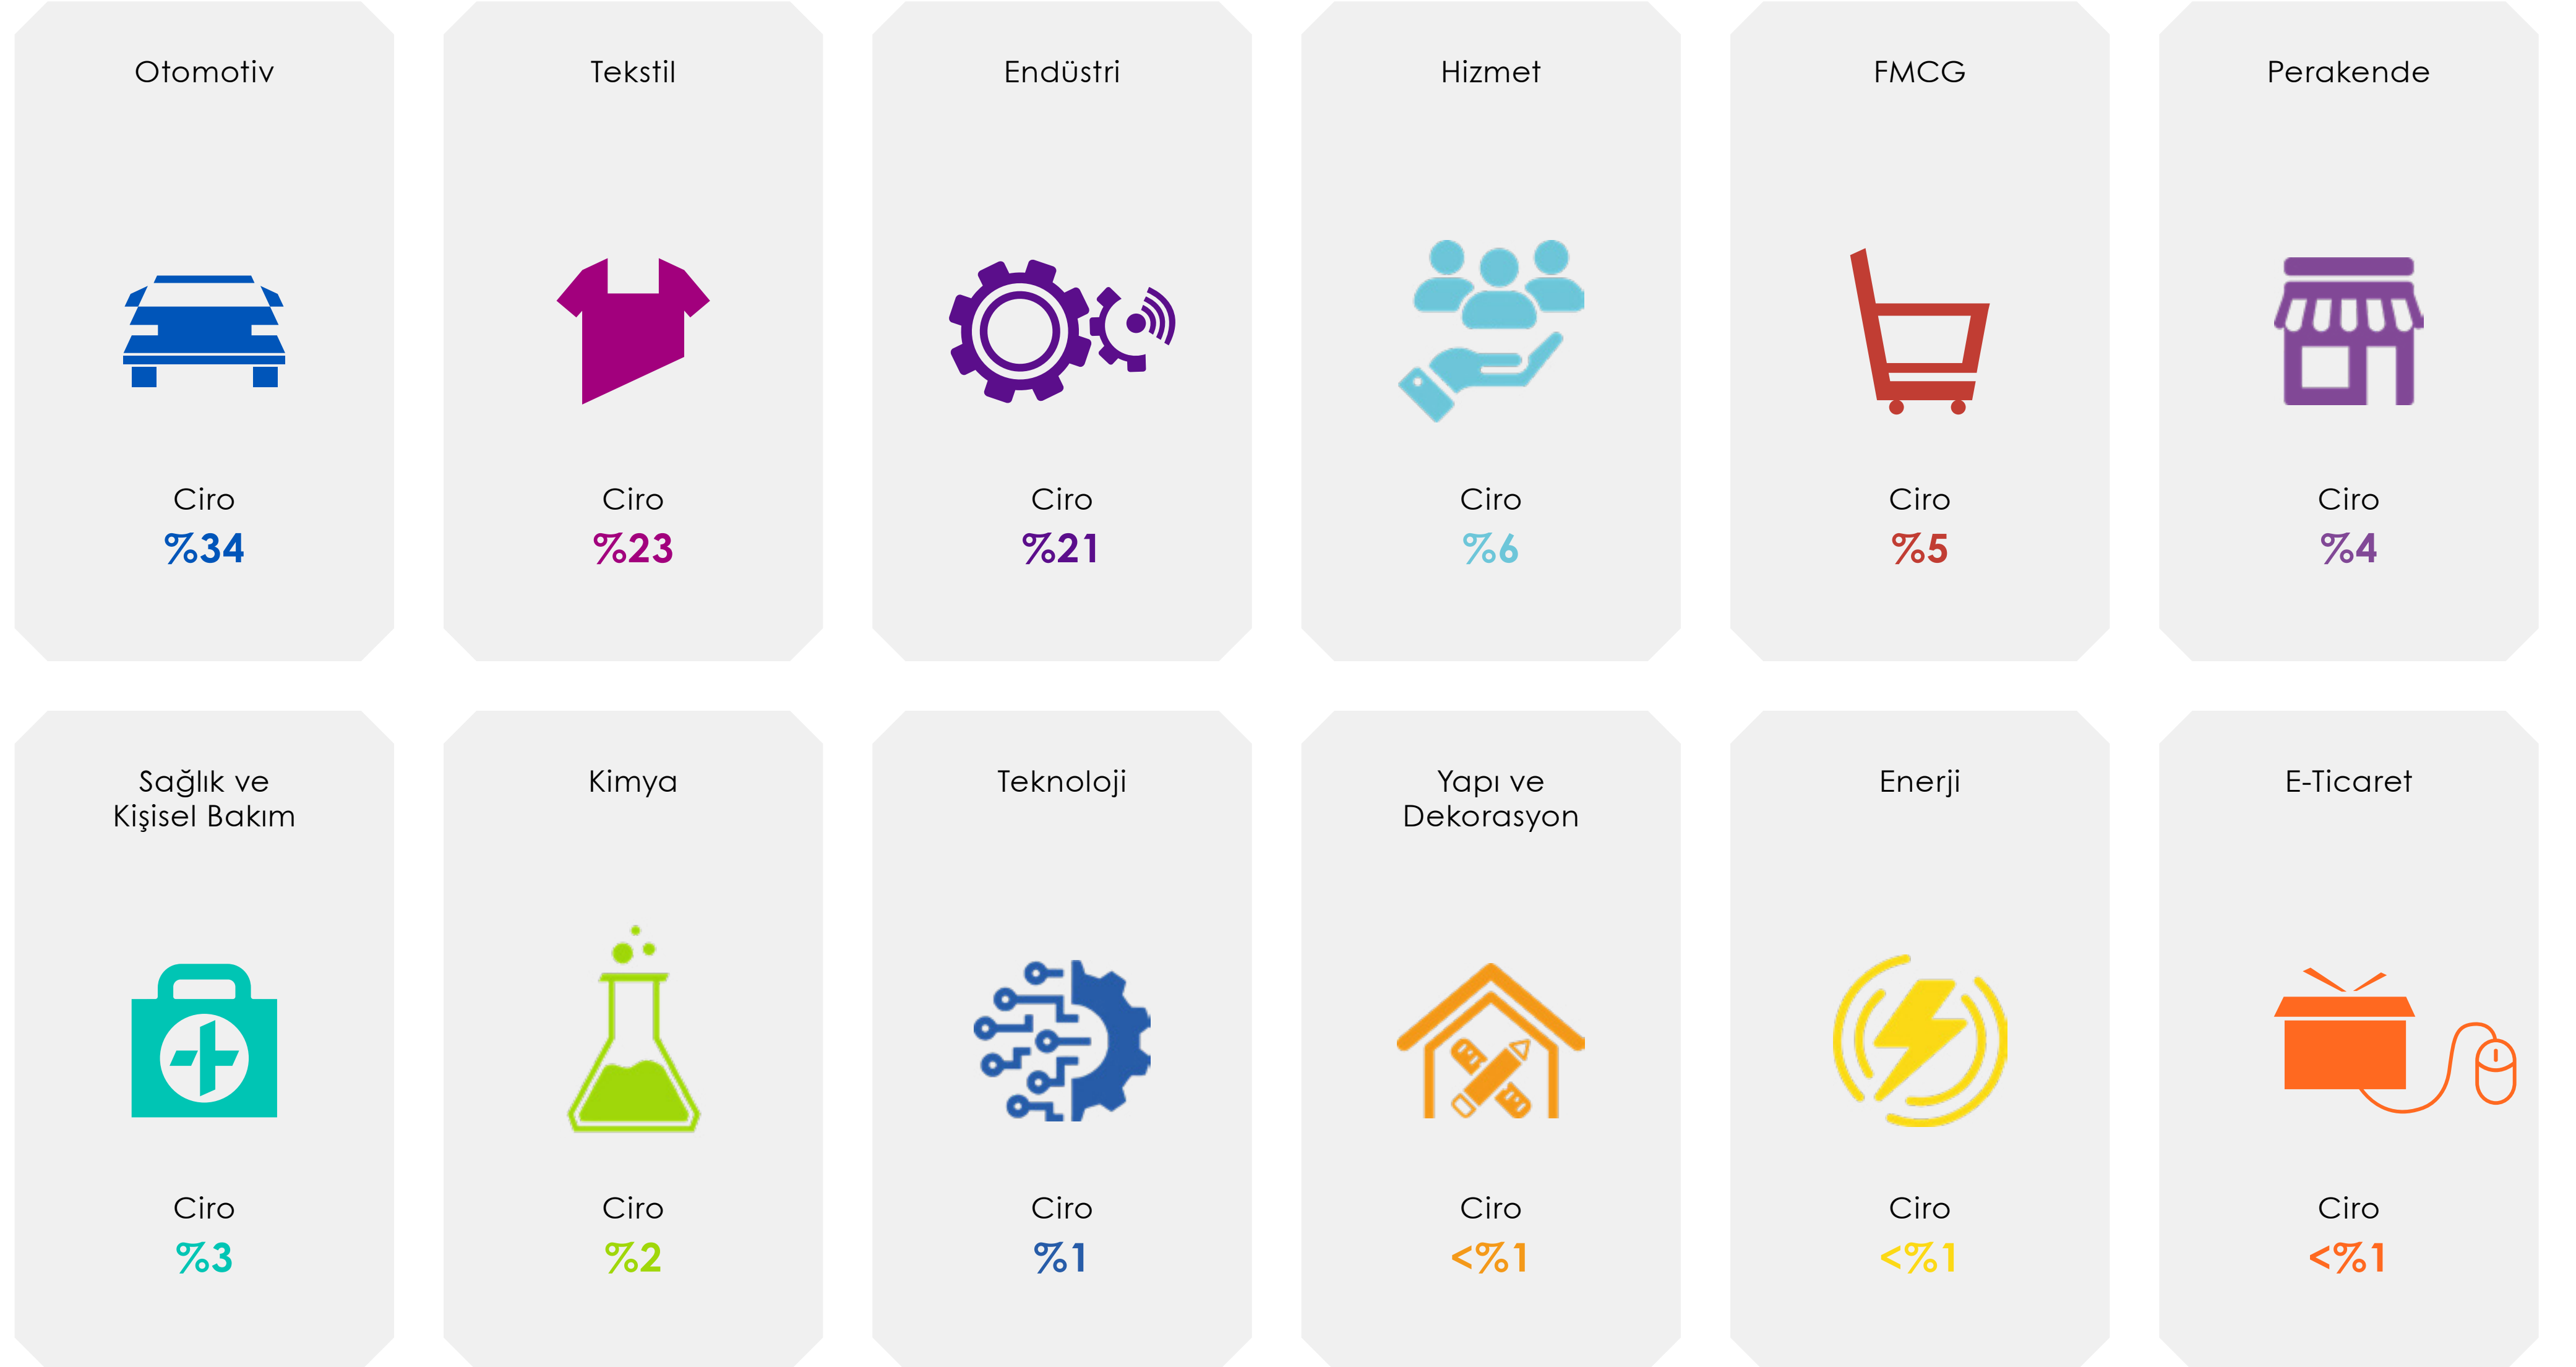 Otomotiv
Ciro
%34
Tekstil
Ciro
%23
Endüstri
Ciro
%21
Hizmet
Ciro
%6
FMCG
Ciro
%5
Perakende
Ciro
%4
Sağlık ve
Kişisel Bakım
Ciro
%3
Kimya
Ciro
%2
Teknoloji
Ciro
%1
Yapı ve
Dekorasyon
Ciro
<%1
Enerji
Ciro
<%1
E-Ticaret
Ciro
<%1